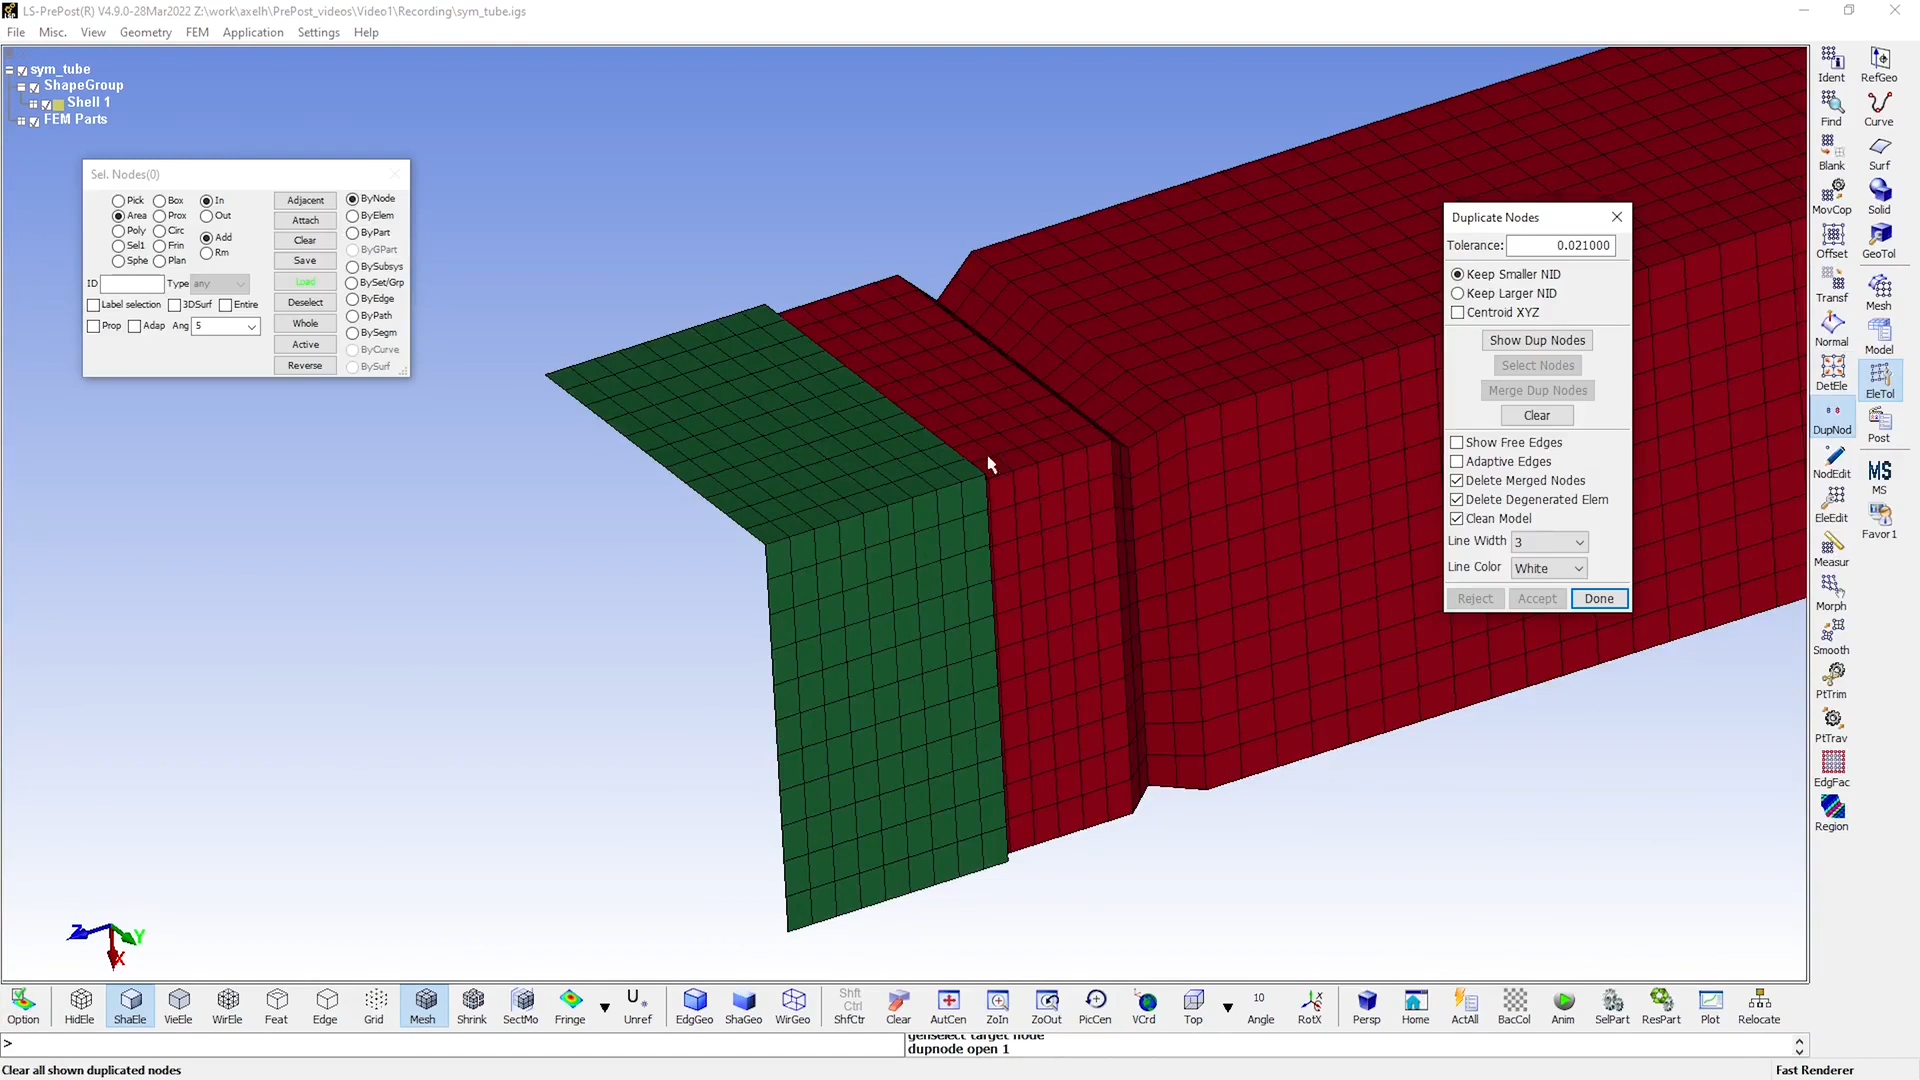 LS-PrePost(R) V4.9.0-28Mar2022 Z:\work\axelh\PrePost_videos\Video1\Recording\sym_tube.igs
File Misc. View Geometry FEM Application Settings Help
sym_tube
ShapeGroup
Shell 1
FEM Parts
Sel. Nodes(0)
Pick Box In Adjacent ByNode
Area Prox Out Attach ByElem
Poly Circ Add Clear ByPart
Sel1 Frin Rm Save ByGPart
Sphe Plan Load BySubsys
ID Type any BySet/Grp
Label selection 3DSurf Entire Deselect ByEdge
Prop Adap Ang 5 Whole ByPath
Active BySegm
Reverse ByCurve
BySurf
Duplicate Nodes
Tolerance: 0.021000
Keep Smaller NID
Keep Larger NID
Centroid XYZ
Show Dup Nodes
Select Nodes
Merge Dup Nodes
Clear
Show Free Edges
Adaptive Edges
Delete Merged Nodes
Delete Degenerated Elem
Clean Model
Line Width 3
Line Color White
Reject Accept Done
Ident RefGeo
Find Curve
Blank Surf
MovCop Solid
Offset GeoTol
Transf Mesh
Normal Model
DetEle EleTol
DupNod Post
NodEdit MS
MS
EleEdit Favor1
Measur
Morph
Smooth
PtTrim
PtTrav
EdgFac
Region
Z Y
X
Option HidEle ShaEle VieEle WirEle Feat Edge Grid Mesh Shrink SectMo Fringe U. Unref EdgGeo ShaGeo WirGeo Shft Ctrl ShfCtr Clear AutCen ZoIn ZoOut PicCen VCrd Top 10 Angle RotX Persp Home ActAll BacCol Anim SelPart ResPart Plot Relocate
>
genselect target node
dupnode open 1
Clear all shown duplicated nodes
Fast Renderer